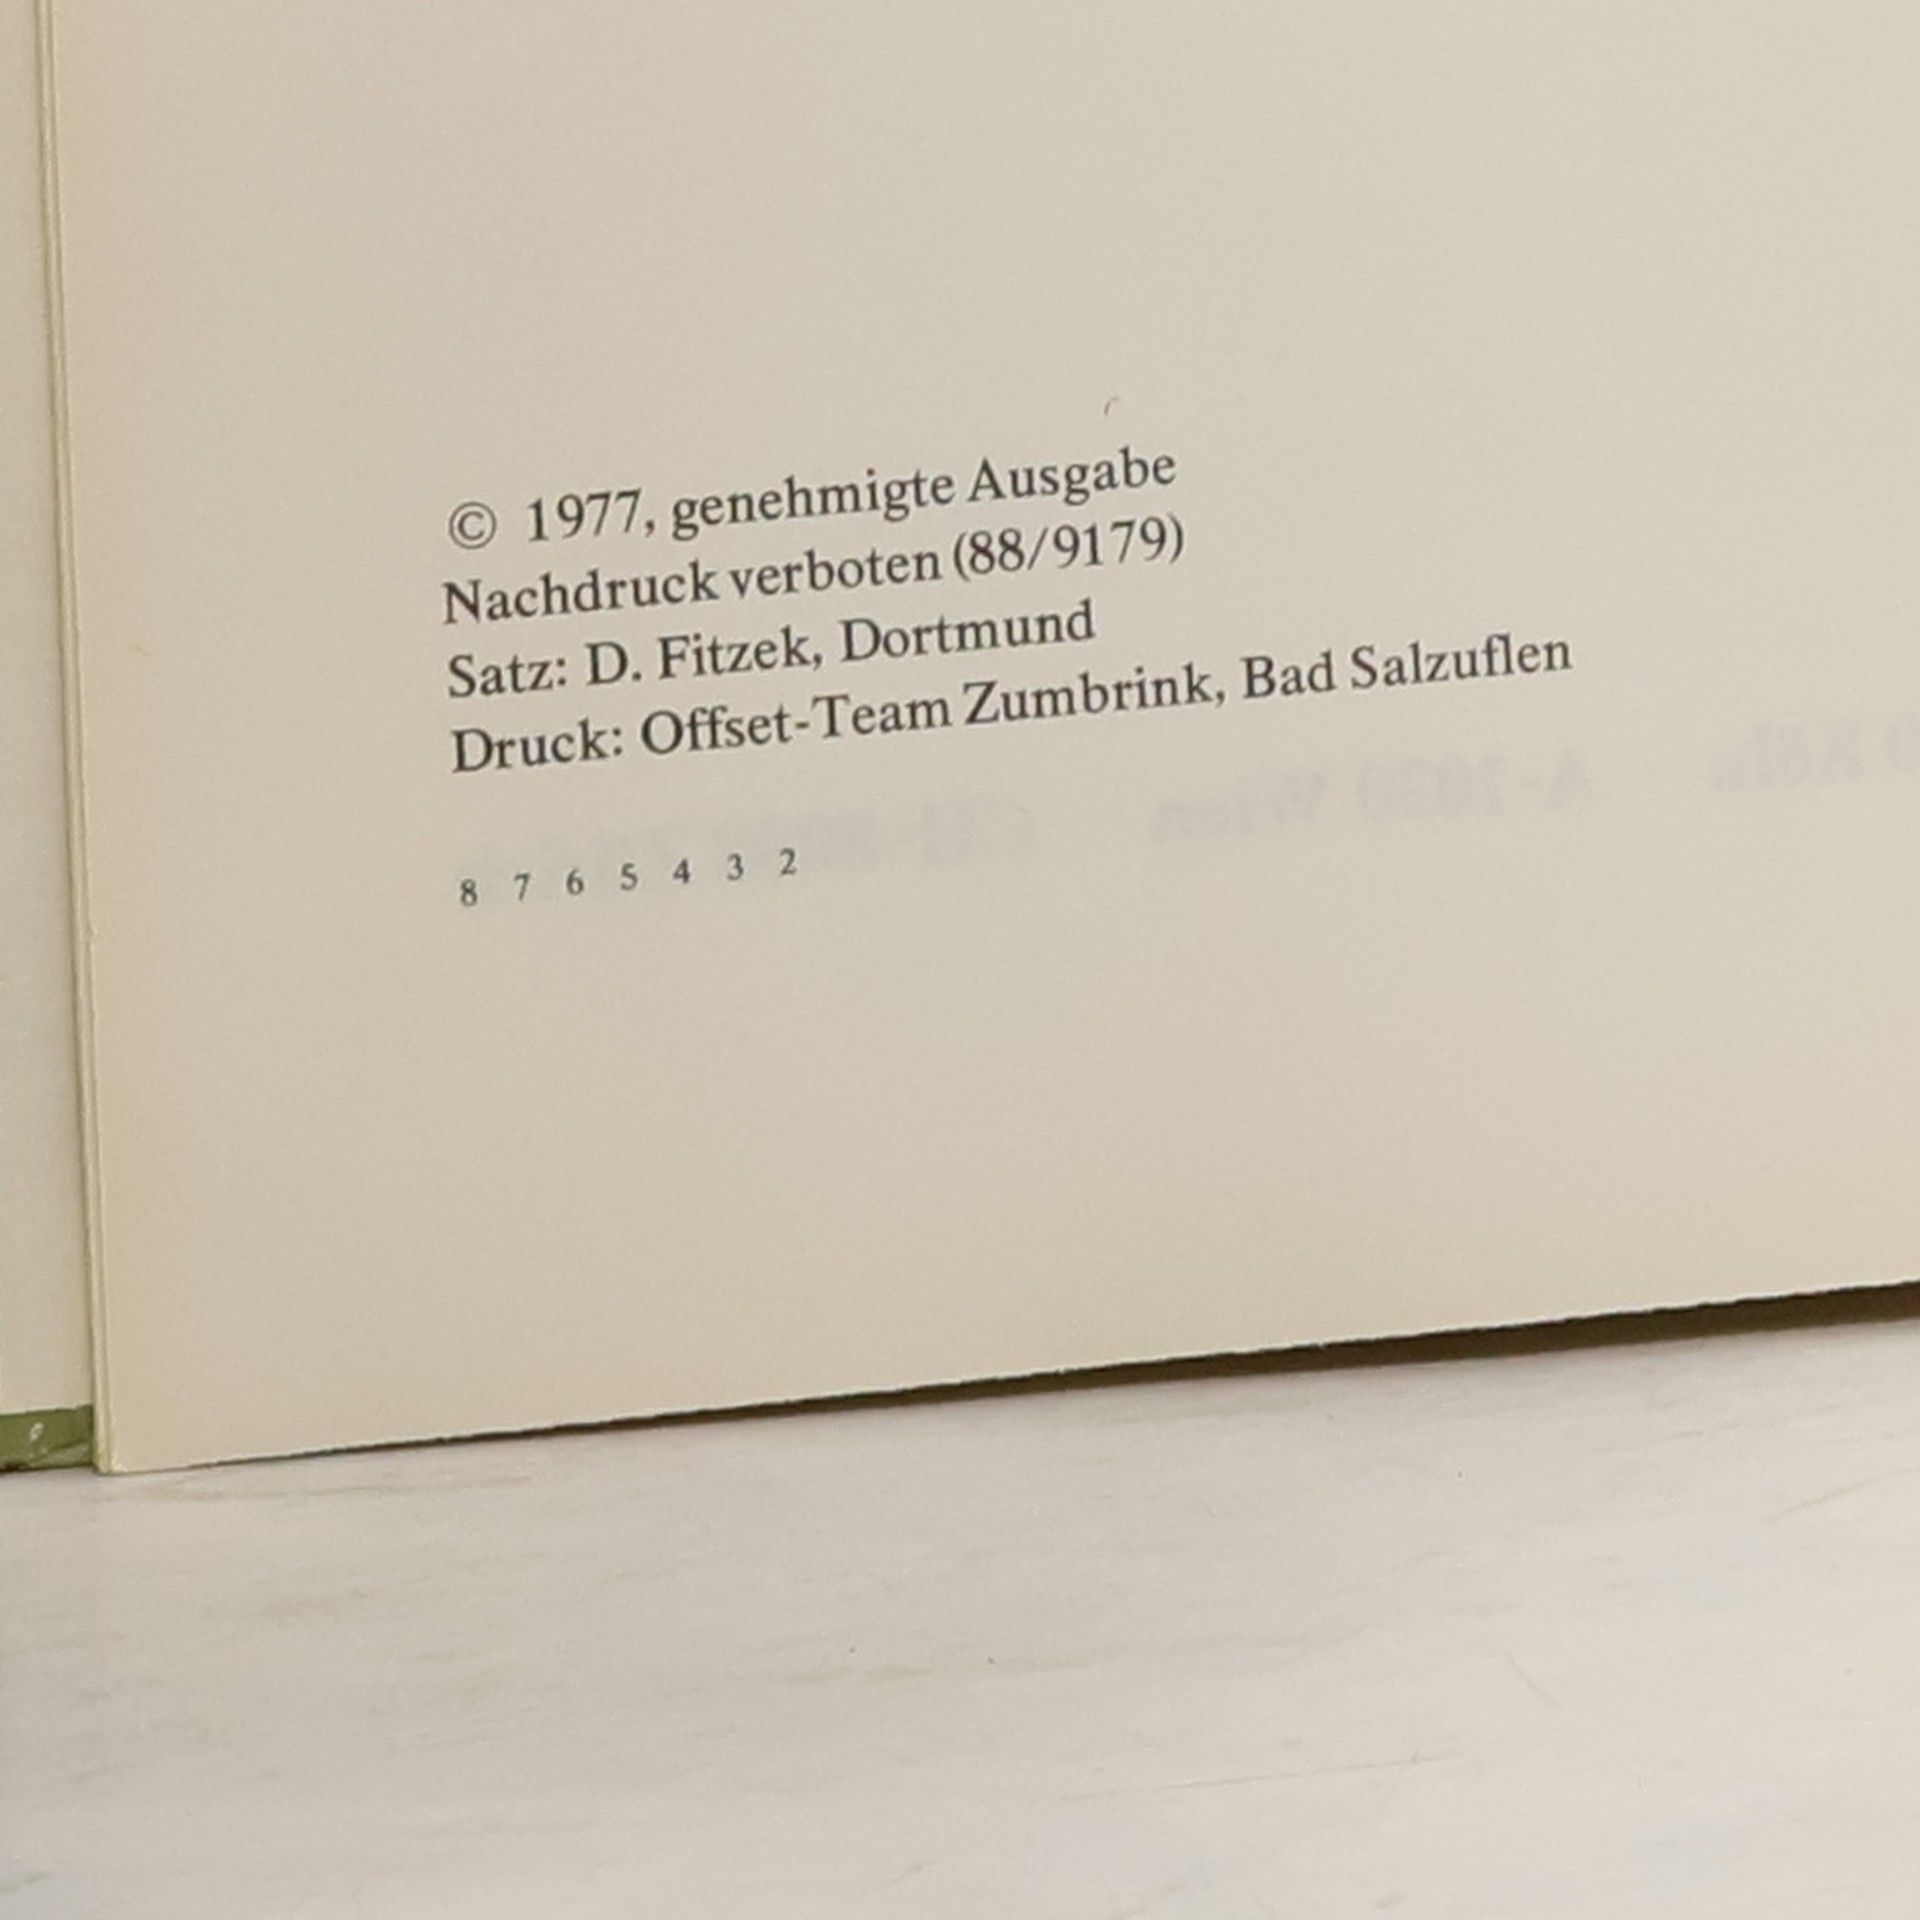 © 1977, genehmigte Ausgabe
Nachdruck verboten (88/9179)
Satz: D. Fitzek, Dortmund
Druck: Offset-Team Zumbrink, Bad Salzuflen
8 7 6 5 4 3 2